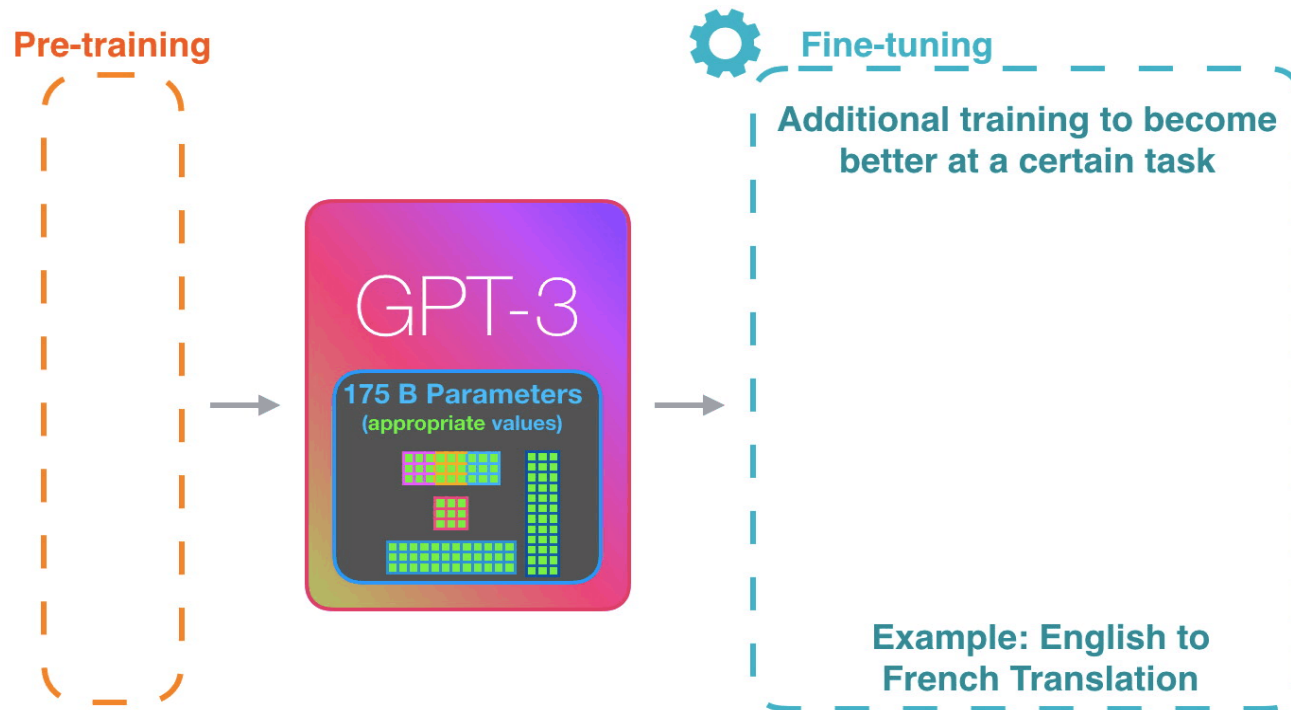 Pre-training
Fine-tuning
Additional training to become
better at a certain task
GPT-3
175 B Parameters
(appropriate values)
Example: English to
French Translation